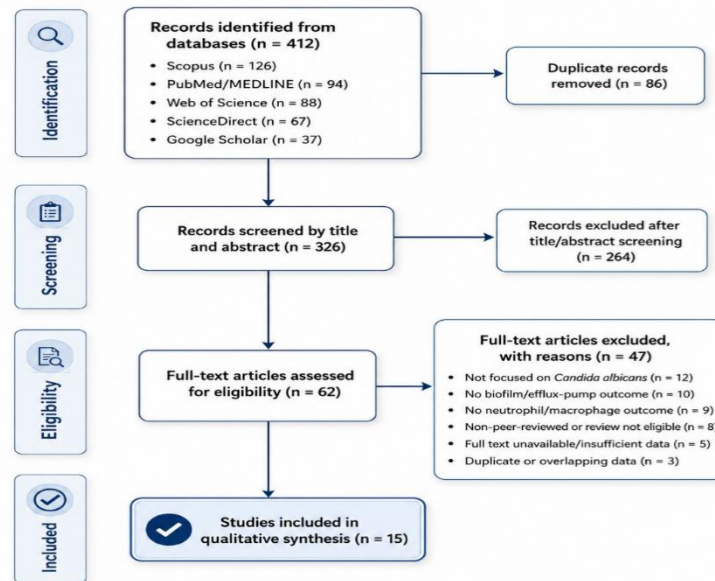 Identification
Records identified from
databases (n = 412)
• Scopus (n = 126)
• PubMed/MEDLINE (n = 94)
• Web of Science (n = 88)
• ScienceDirect (n = 67)
• Google Scholar (n = 37)
Duplicate records
removed (n = 86)
Screening
Records screened by title
and abstract (n = 326)
Records excluded after
title/abstract screening
(n = 264)
Eligibility
Full-text articles assessed
for eligibility (n = 62)
Full-text articles excluded,
with reasons (n = 47)
• Not focused on Candida albicans (n = 12)
• No biofilm/efflux-pump outcome (n = 10)
• No neutrophil/macrophage outcome (n = 9)
• Non-peer-reviewed or review not eligible (n = 8)
• Full text unavailable/insufficient data (n = 5)
• Duplicate or overlapping data (n = 3)
Included
Studies included in
qualitative synthesis (n = 15)